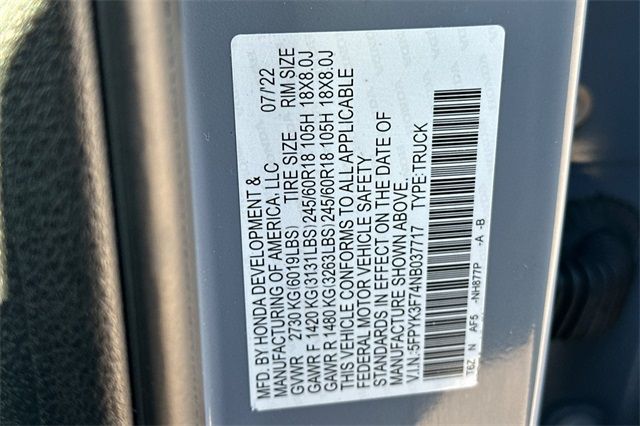 MFD. BY HONDA DEVELOPMENT &
MANUFACTURING OF AMERICA, LLC 07/'22
GVWR 2730 KG(6019LBS) TIRE SIZE RIM SIZE
GAWR F 1420 KG(3131LBS) 245/60R18 105H 18X8.0J
GAWR R 1480 KG(3263LBS) 245/60R18 105H 18X8.0J
THIS VEHICLE CONFORMS TO ALL APPLICABLE
FEDERAL MOTOR VEHICLE SAFETY
STANDARDS IN EFFECT ON THE DATE OF
MANUFACTURE SHOWN ABOVE.
V.I.N.:5FPYK3F74NB037717 TYPE:TRUCK
T6Z N AF5 -NH877P -A -B